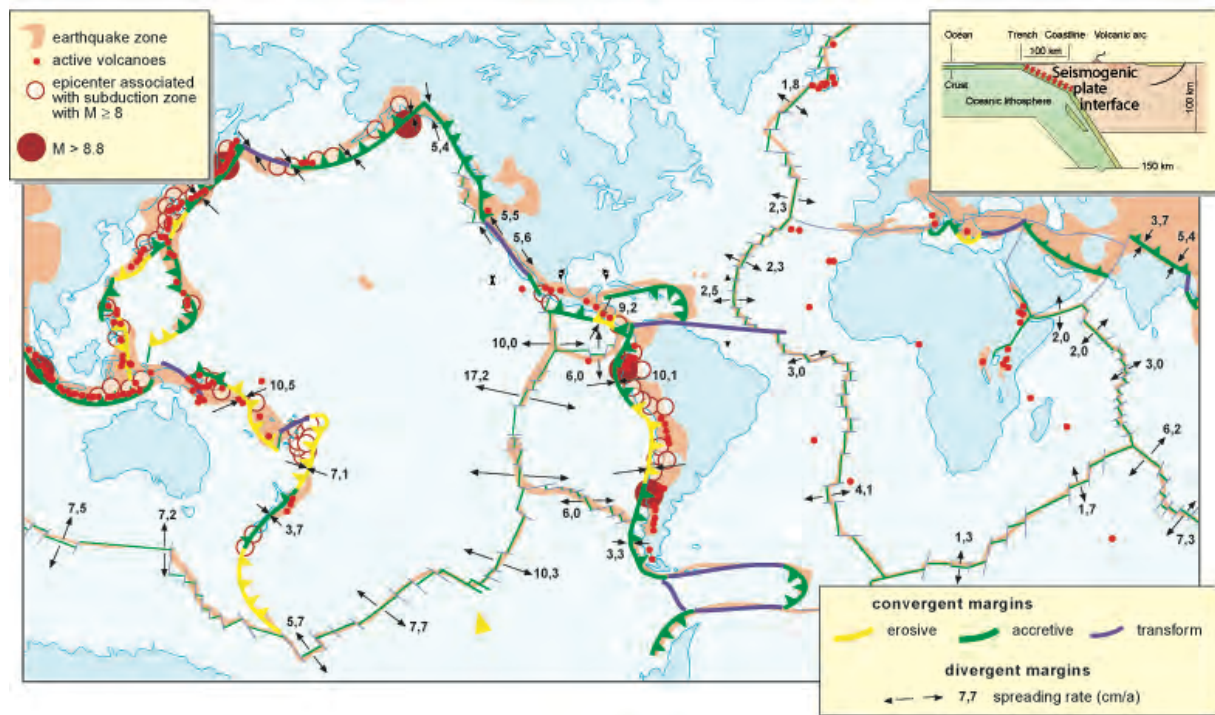 earthquake zone
active volcanoes
epicenter associated
with subduction zone
with M ≥ 8
M > 8.8
Ocean
Trench
Coastline
Volcanic arc
100 km
Seismogenic
plate
interface
Crust
Oceanic lithosphere
100 km
150 km
1,8
5,4
2,3
3,7
5,4
5,5
5,6
2,3
2,5
9,2
10,0
2,0
2,0
3,0
3,0
6,0
10,1
17,2
10,5
6,2
7,1
4,1
6,0
1,7
7,5
7,2
3,7
3,3
1,3
7,3
10,3
5,7
7,7
convergent margins
erosive
accretive
transform
divergent margins
7,7 spreading rate (cm/a)